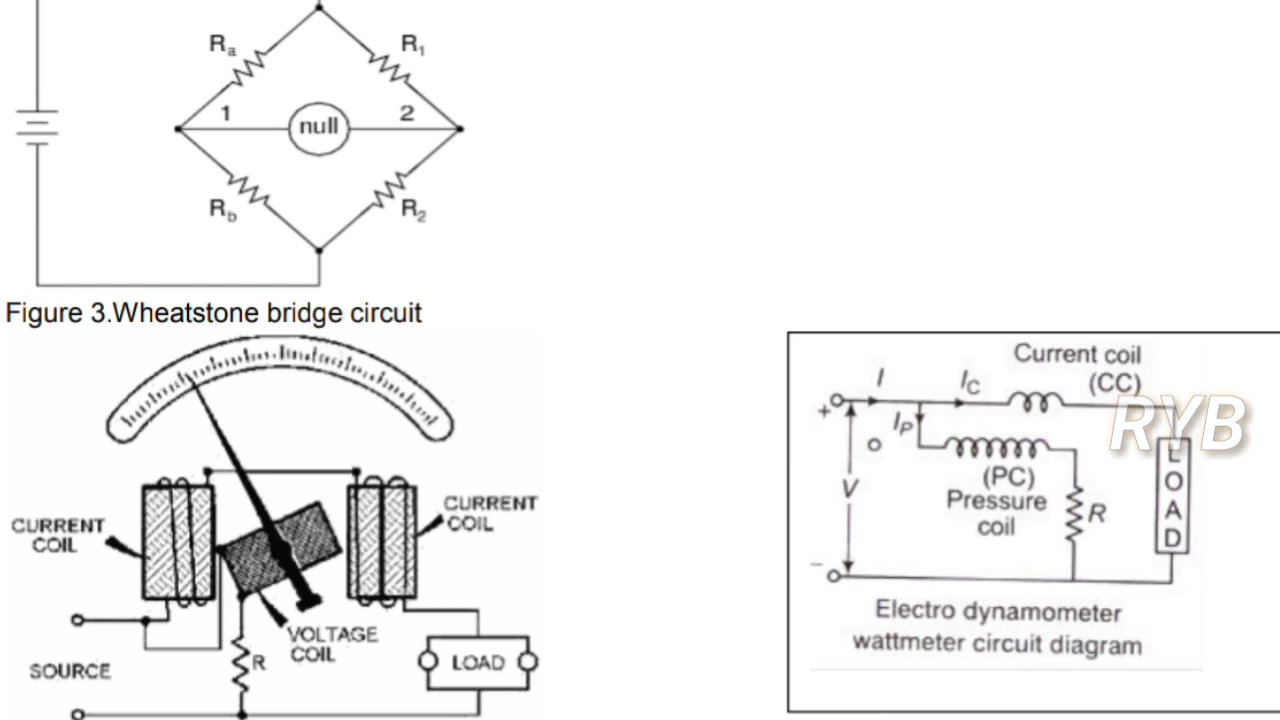 Ra
R1
1
null
2
Rb
R2
Figure 3.Wheatstone bridge circuit
CURRENT
COIL
CURRENT
COIL
VOLTAGE
COIL
R
SOURCE
LOAD
Current coil
(CC)
I
IC
RYB
+
IP
(PC)
Pressure
coil
V
R
LOAD
–
Electro dynamometer
wattmeter circuit diagram